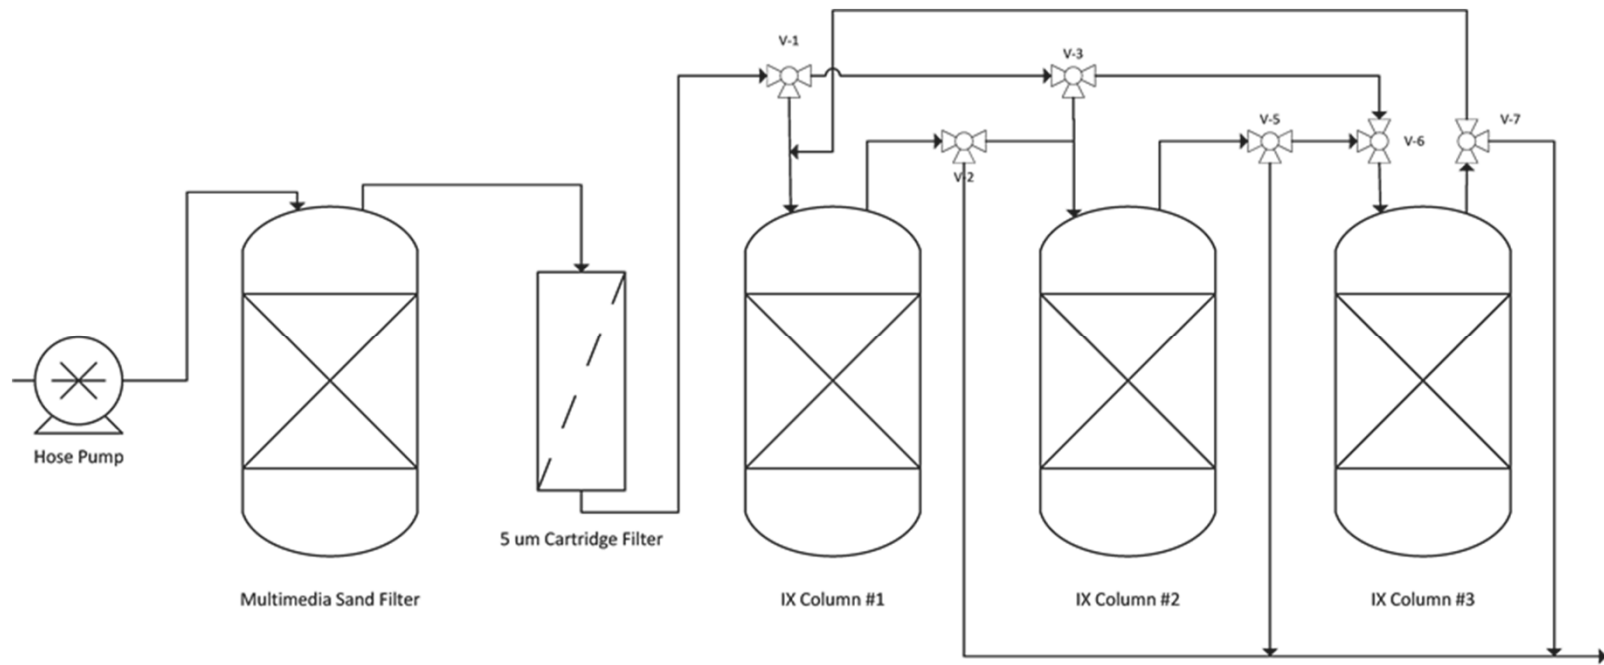 V-1
V-3
V-5
V-7
V-6
V-2
Hose Pump
5 um Cartridge Filter
Multimedia Sand Filter
IX Column #1
IX Column #2
IX Column #3